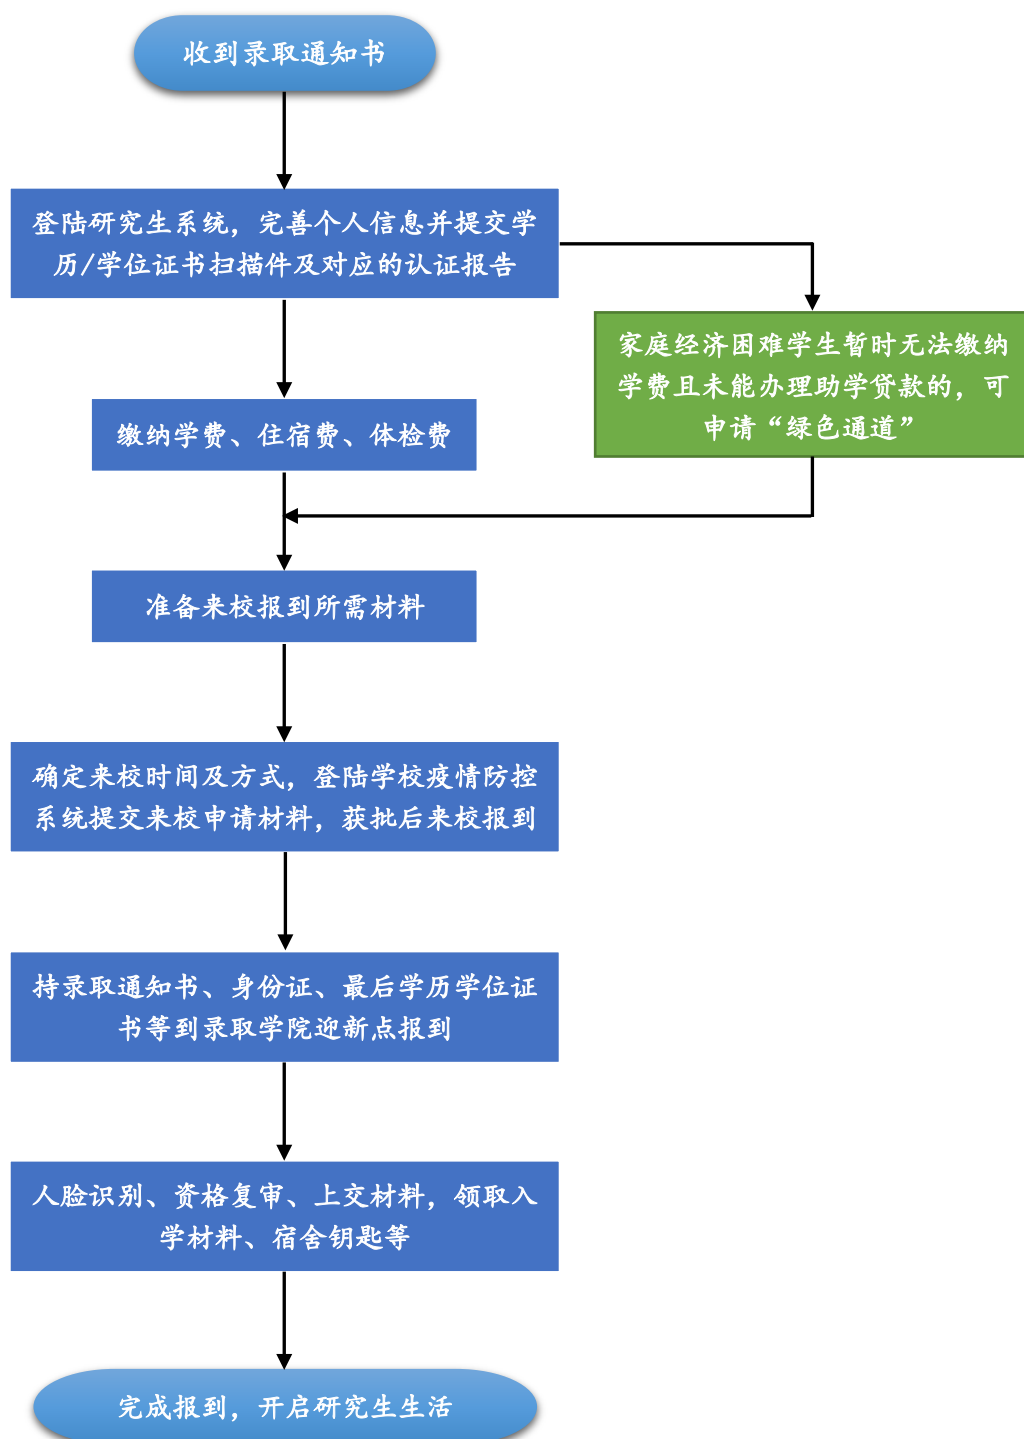 收到录取通知书
登陆研究生系统，完善个人信息并提交学
历/学位证书扫描件及对应的认证报告
家庭经济困难学生暂时无法缴纳
学费且未能办理助学贷款的，可
申请“绿色通道”
缴纳学费、住宿费、体检费
准备来校报到所需材料
确定来校时间及方式，登陆学校疫情防控
系统提交来校申请材料，获批后来校报到
持录取通知书、身份证、最后学历学位证
书等到录取学院迎新点报到
人脸识别、资格复审、上交材料，领取入
学材料、宿舍钥匙等
完成报到，开启研究生生活